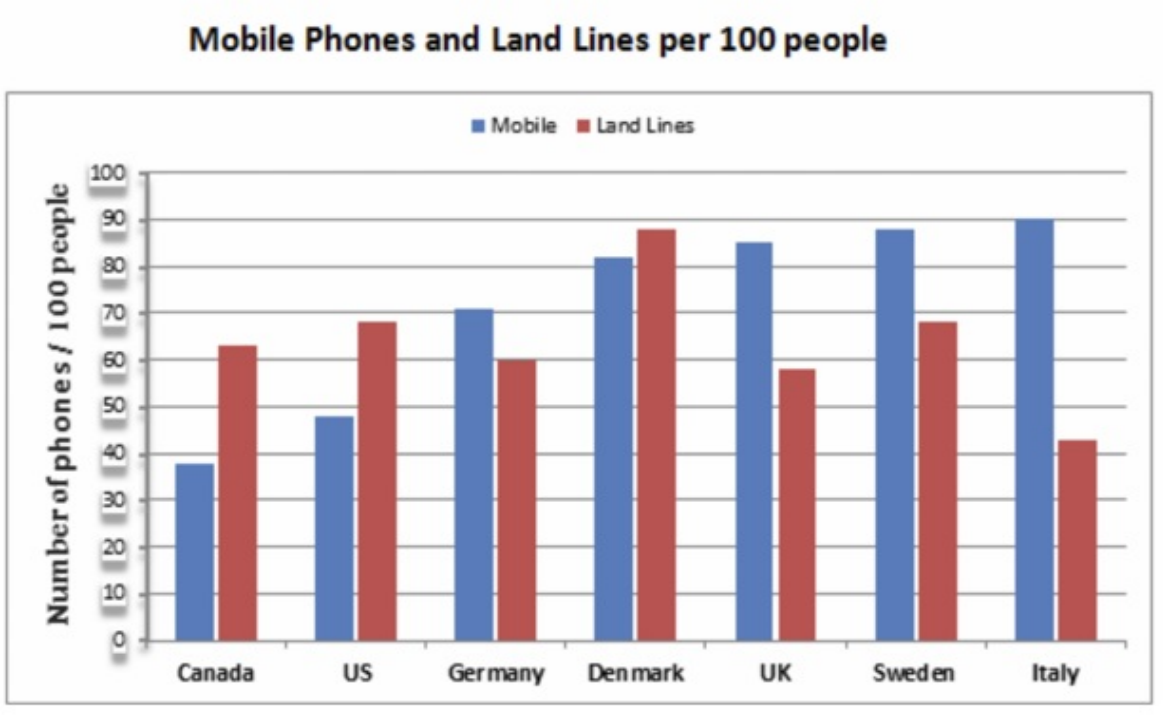 Mobile Phones and Land Lines per 100 people
Mobile Land Lines
Number of phones / 100 people
100
90
80
70
60
50
40
30
20
10
0
Canada US Germany Denmark UK Sweden Italy